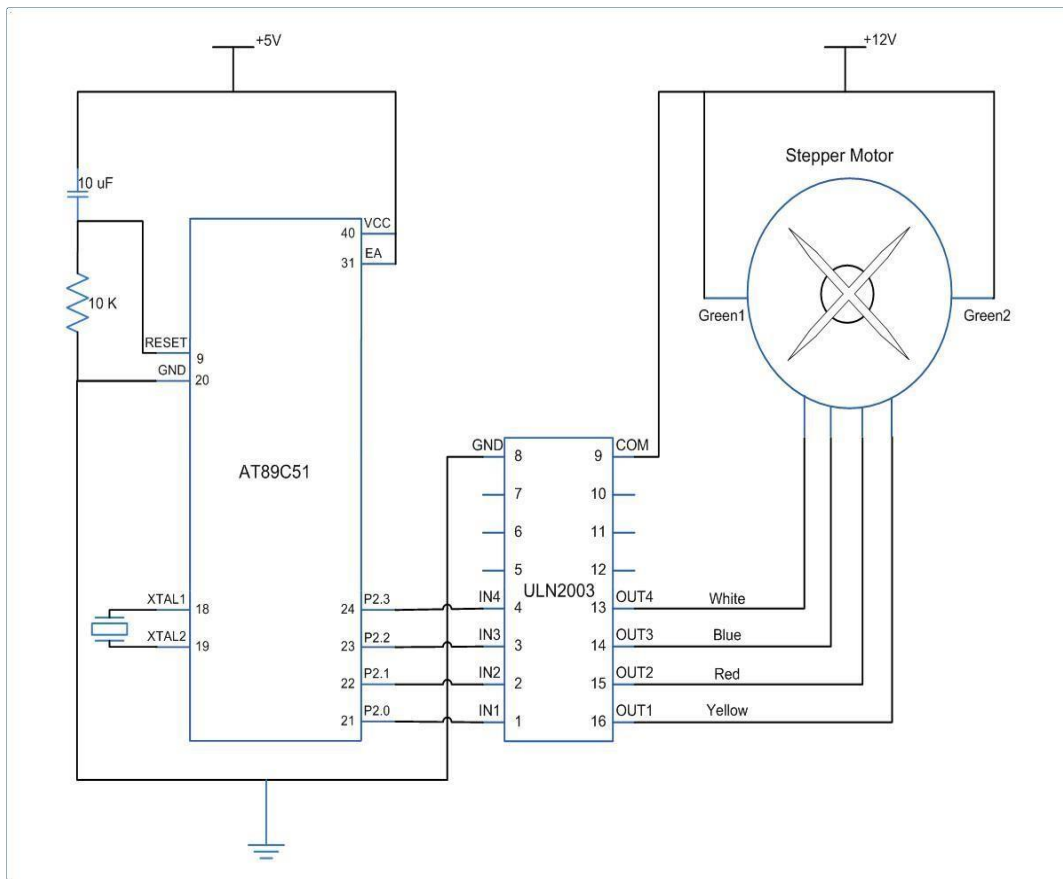 +5V
+12V
Stepper Motor
10 uF
VCC
40
EA
31
10 K
Green1
Green2
RESET
9
GND
20
AT89C51
GND
8
9
COM
7
10
6
11
5
12
ULN2003
XTAL1
18
P2.3
24
IN4
4
13
OUT4
White
XTAL2
19
P2.2
23
IN3
3
14
OUT3
Blue
P2.1
22
IN2
2
15
OUT2
Red
P2.0
21
IN1
1
16
OUT1
Yellow